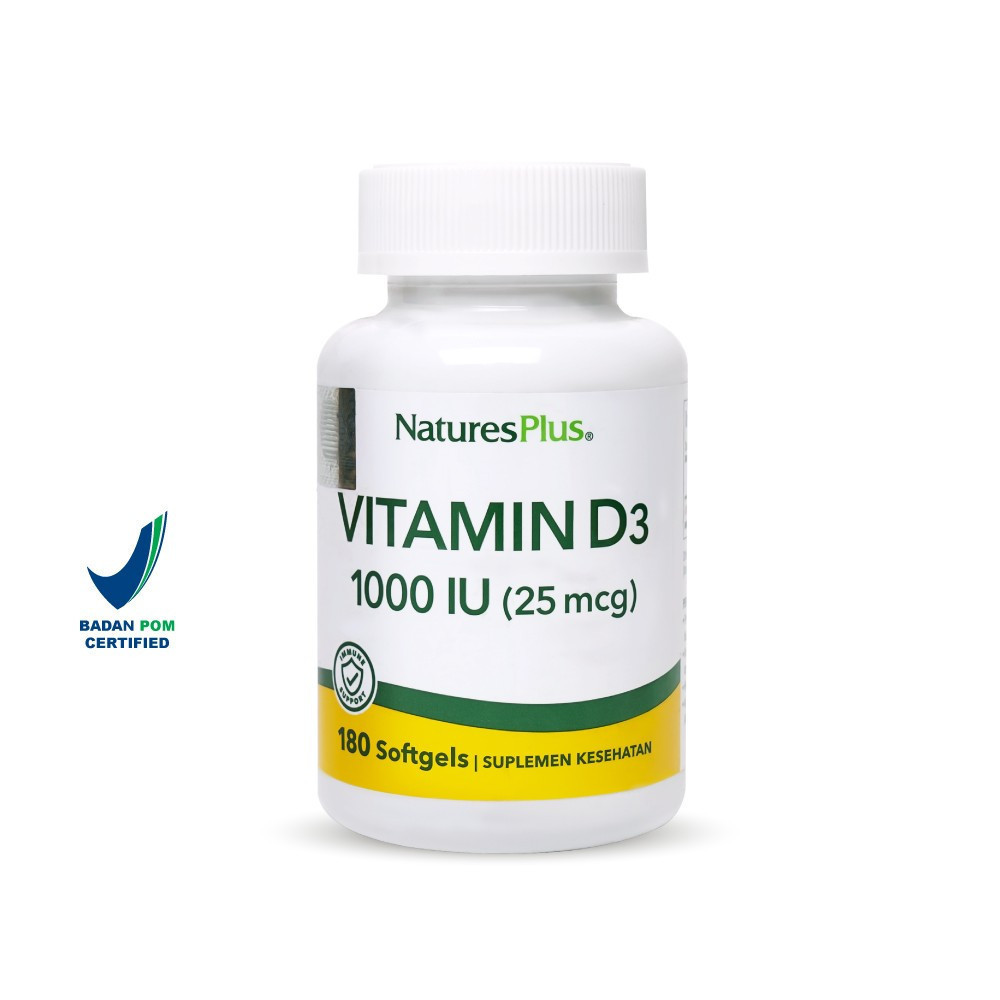 NaturesPlus®
VITAMIN D3
1000 IU (25 mcg)
IMMUNE
SUPPORT
180 Softgels | SUPLEMEN KESEHATAN
BADAN POM
CERTIFIED